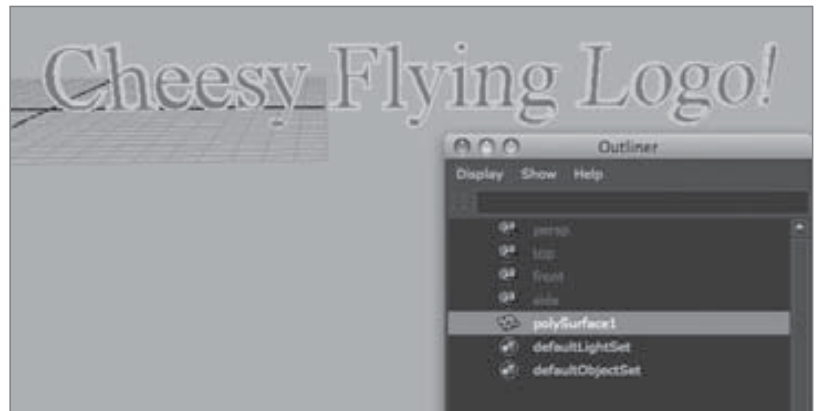 Cheesy Flying Logo!
Outliner
Display Show Help
persp
top
front
side
polySurface1
defaultLightSet
defaultObjectSet